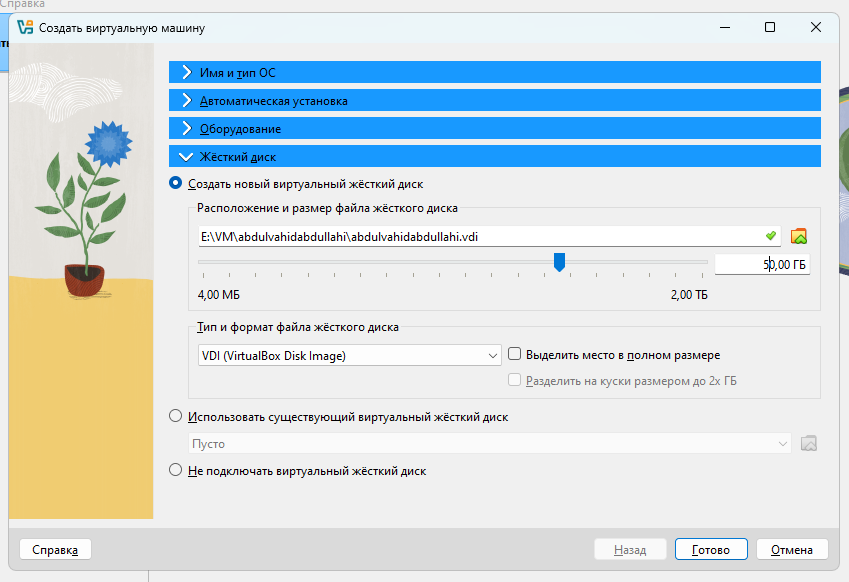 Справка
Создать виртуальную машину
Имя и тип ОС
Автоматическая установка
Оборудование
Жёсткий диск
Создать новый виртуальный жёсткий диск
Расположение и размер файла жёсткого диска
E:\VM\abdulvahidabdullahi\abdulvahidabdullahi.vdi
50,00 ГБ
4,00 МБ 2,00 ТБ
Тип и формат файла жёсткого диска
VDI (VirtualBox Disk Image) Выделить место в полном размере
Разделить на куски размером до 2х ГБ
Использовать существующий виртуальный жёсткий диск
Пусто
Не подключать виртуальный жёсткий диск
Справка Назад Готово Отмена